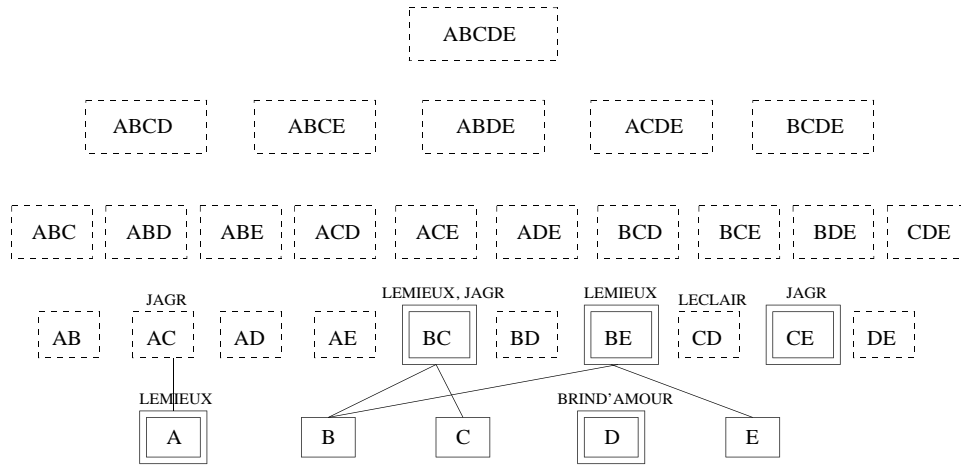 ABCDE
ABCD ABCE ABDE ACDE BCDE
ABC ABD ABE ACD ACE ADE BCD BCE BDE CDE
JAGR LEMIEUX, JAGR LEMIEUX LECLAIR JAGR
AB AC AD AE BC BD BE CD CE DE
LEMIEUX BRIND'AMOUR
A B C D E